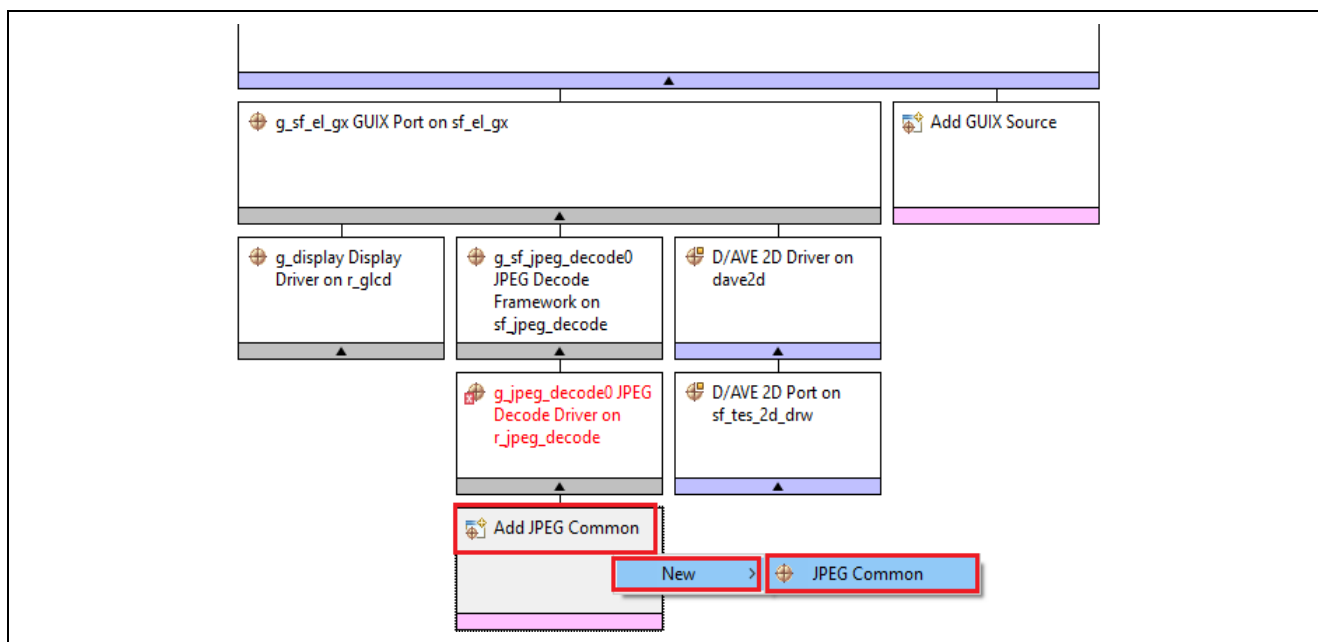 g_sf_el_gx GUIX Port on sf_el_gx
Add GUIX Source
g_display Display
Driver on r_glcd
g_sf_jpeg_decode0
JPEG Decode
Framework on
sf_jpeg_decode
D/AVE 2D Driver on
dave2d
g_jpeg_decode0 JPEG
Decode Driver on
r_jpeg_decode
D/AVE 2D Port on
sf_tes_2d_drw
Add JPEG Common
New
JPEG Common